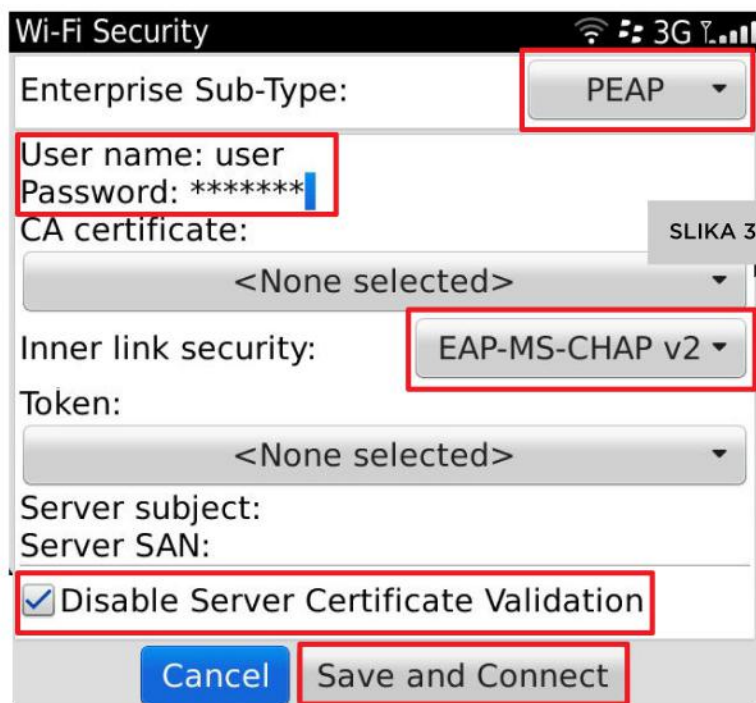 Wi-Fi Security 3G
Enterprise Sub-Type: PEAP
User name: user
Password: *******
CA certificate:
SLIKA 3
<None selected>
Inner link security: EAP-MS-CHAP v2
Token:
<None selected>
Server subject:
Server SAN:
Disable Server Certificate Validation
Cancel Save and Connect